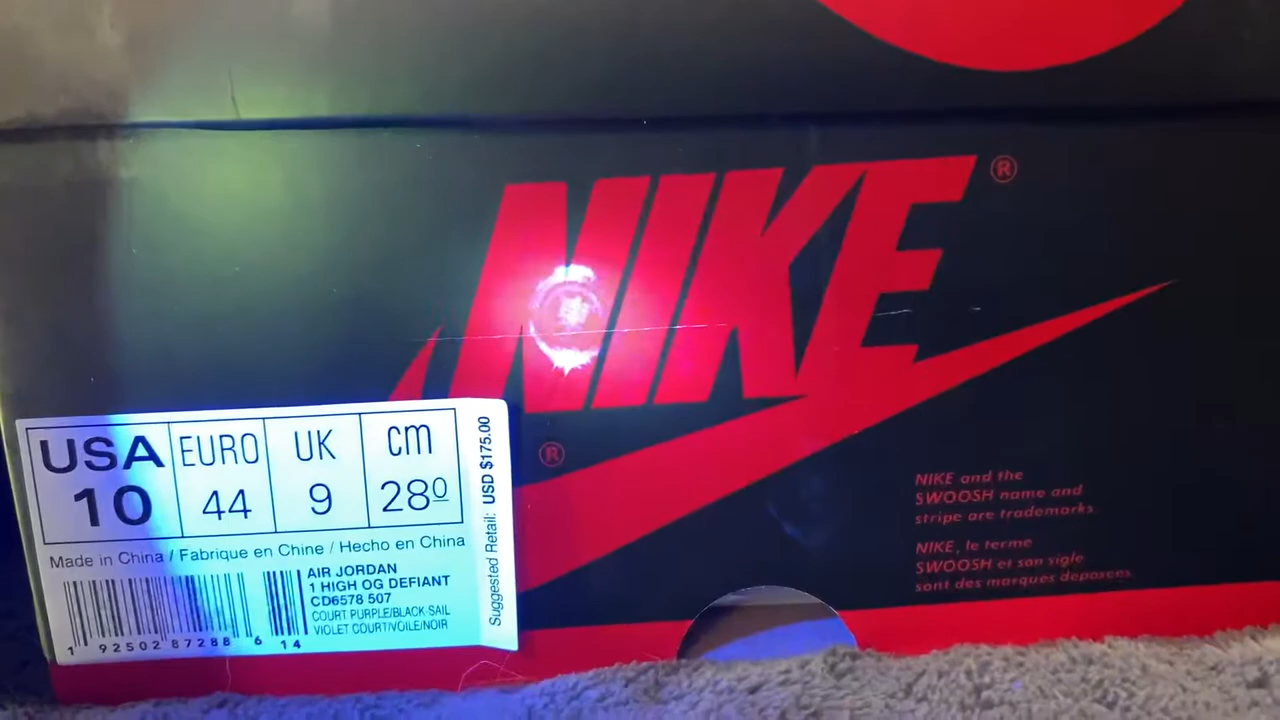 NIKE ®
®
NIKE and the
SWOOSH name and
stripe are trademarks.
NIKE, le terme
SWOOSH et son sigle
sont des marques deposees.
USA EURO UK cm
10 44 9 280
Made in China / Fabrique en Chine / Hecho en China
AIR JORDAN
1 HIGH OG DEFIANT
CD6578 507
COURT PURPLE/BLACK-SAIL
VIOLET COURT/VOILE/NOIR
1 92502 87288 6 14
Suggested Retail: USD $175.00